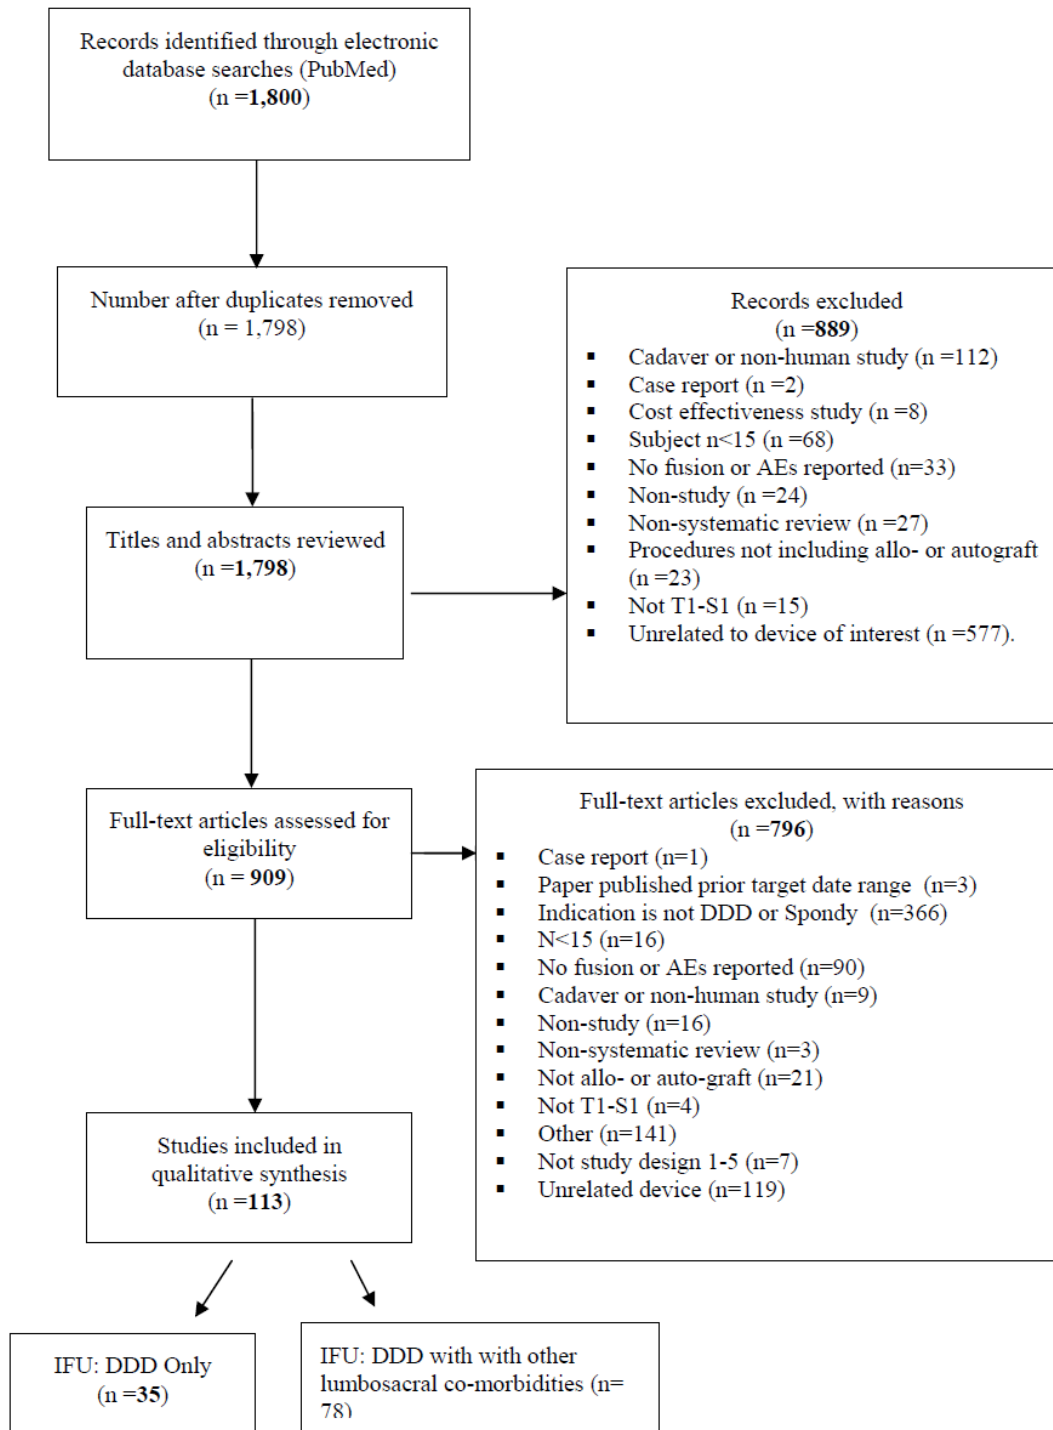 Records identified through electronic
database searches (PubMed)
(n =1,800)
Number after duplicates removed
(n = 1,798)
Records excluded
(n =889)
▪ Cadaver or non-human study (n =112)
▪ Case report (n =2)
▪ Cost effectiveness study (n =8)
▪ Subject n<15 (n =68)
▪ No fusion or AEs reported (n=33)
▪ Non-study (n =24)
▪ Non-systematic review (n =27)
▪ Procedures not including allo- or autograft
(n =23)
▪ Not T1-S1 (n =15)
▪ Unrelated to device of interest (n =577).
Titles and abstracts reviewed
(n =1,798)
Full-text articles assessed for
eligibility
(n = 909)
Full-text articles excluded, with reasons
(n =796)
▪ Case report (n=1)
▪ Paper published prior target date range (n=3)
▪ Indication is not DDD or Spondy (n=366)
▪ N<15 (n=16)
▪ No fusion or AEs reported (n=90)
▪ Cadaver or non-human study (n=9)
▪ Non-study (n=16)
▪ Non-systematic review (n=3)
▪ Not allo- or auto-graft (n=21)
▪ Not T1-S1 (n=4)
▪ Other (n=141)
▪ Not study design 1-5 (n=7)
▪ Unrelated device (n=119)
Studies included in
qualitative synthesis
(n =113)
IFU: DDD Only
(n =35)
IFU: DDD with with other
lumbosacral co-morbidities (n=
78)